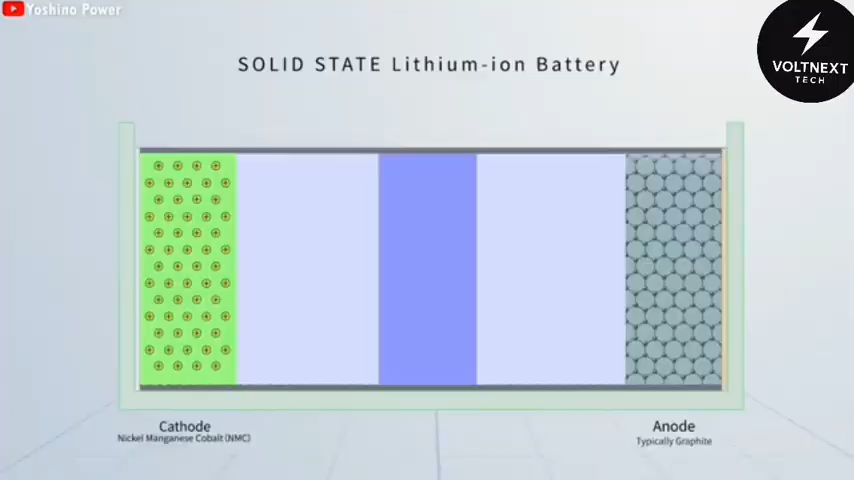 Yoshino Power
VOLTNEXT
TECH
SOLID STATE Lithium-ion Battery
Cathode
Nickel Manganese Cobalt (NMC)
Anode
Typically Graphite